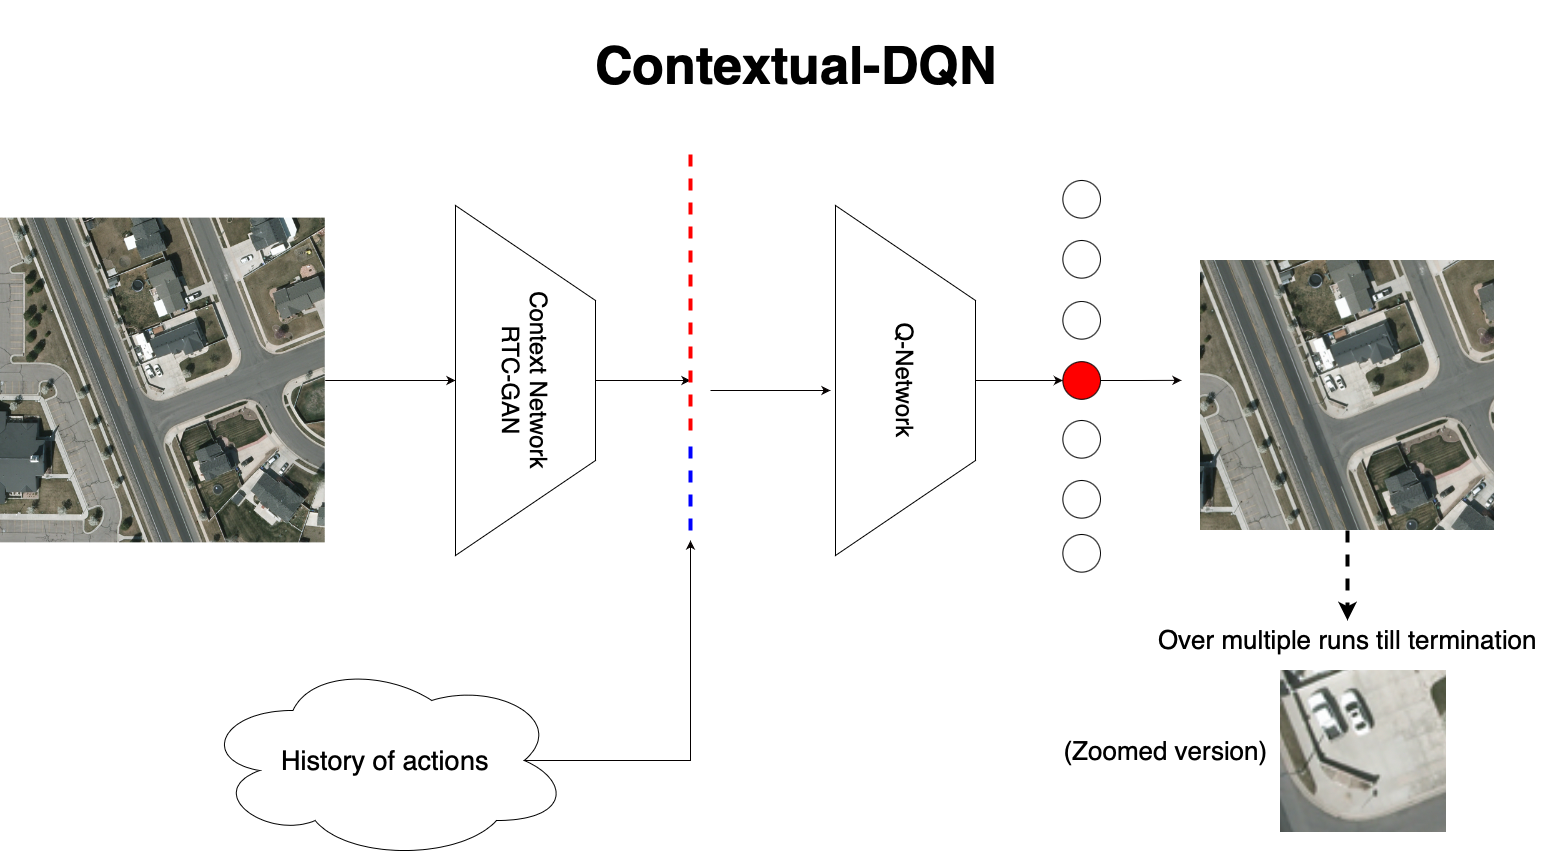 Contextual-DQN
Context Network
RTC-GAN
Q-Network
Over multiple runs till termination
(Zoomed version)
History of actions